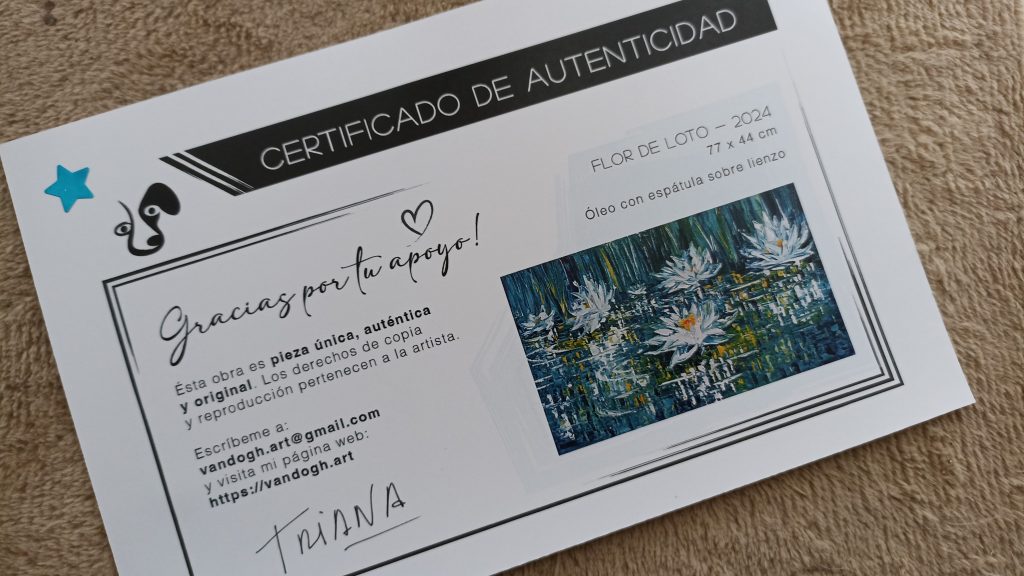 CERTIFICADO DE AUTENTICIDAD
FLOR DE LOTO – 2024
77 x 44 cm
Óleo con espátula sobre lienzo
Gracias por tu apoyo!
Ésta obra es pieza única, auténtica
y original. Los derechos de copia
y reproducción pertenecen a la artista.
Escríbeme a:
vandogh.art@gmail.com
y visita mi página web:
https://vandogh.art
TRIANA